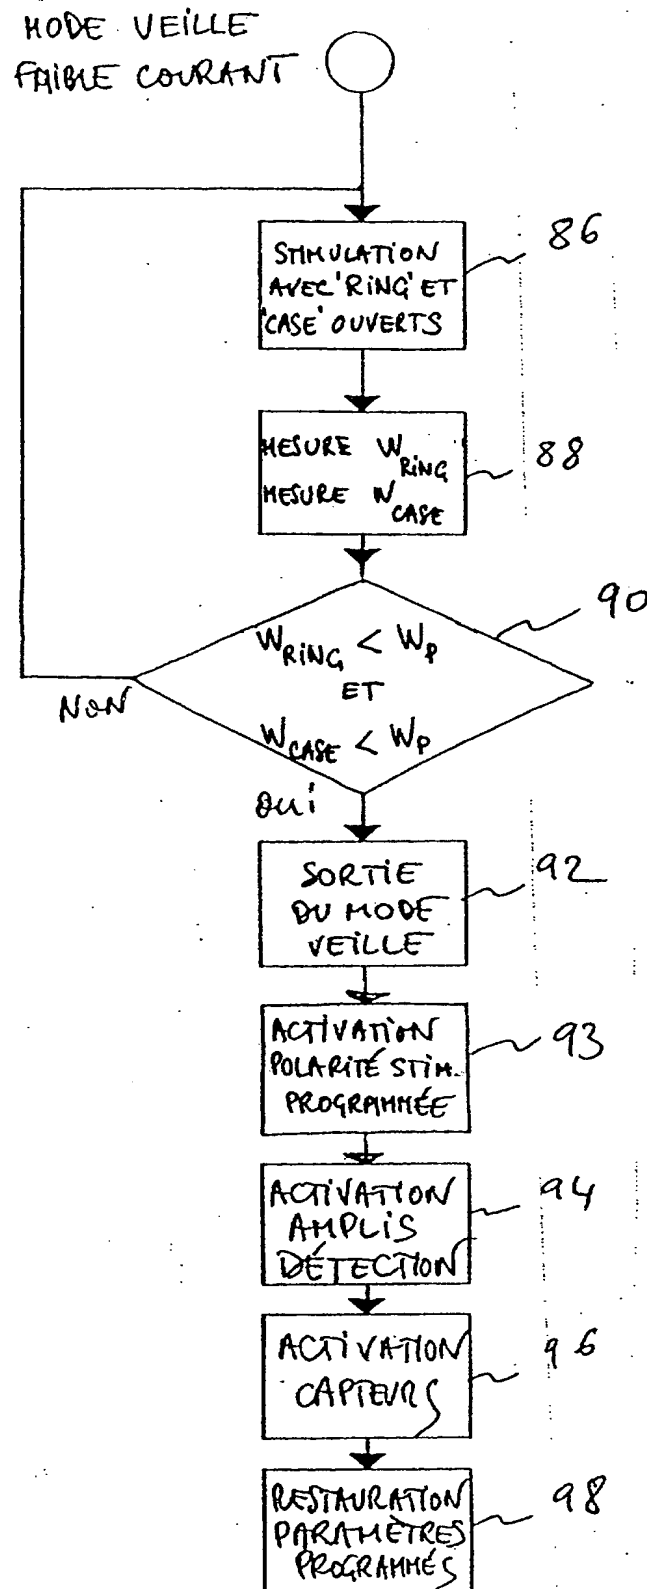 MODE VEILLE
FAIBLE COURANT
STIMULATION
AVEC 'RING' ET
'CASE' OUVERTS
86
MESURE W RING
MESURE W CASE
88
W RING < W P
ET
W CASE < W P
90
NON
OUI
SORTIE
DU MODE
VEILLE
92
ACTIVATION
POLARITÉ STIM.
PROGRAMMÉE
93
ACTIVATION
AMPLIS
DÉTECTION
94
ACTIVATION
CAPTEURS
96
RESTAURATION
PARAMÈTRES
PROGRAMMÉS
98